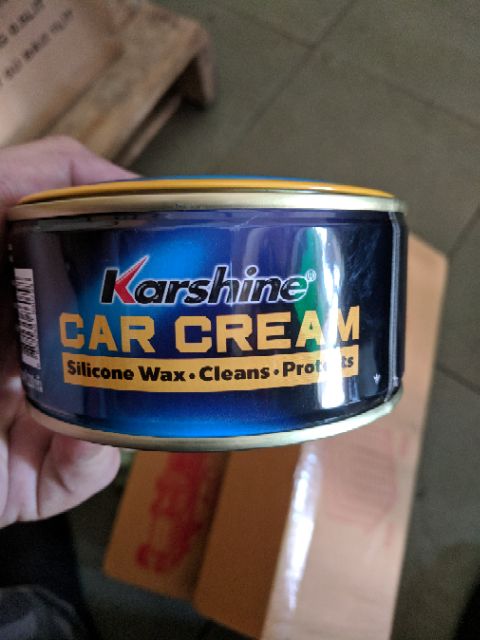 Karshine®
CAR CREAM
Silicone Wax • Cleans • Protects